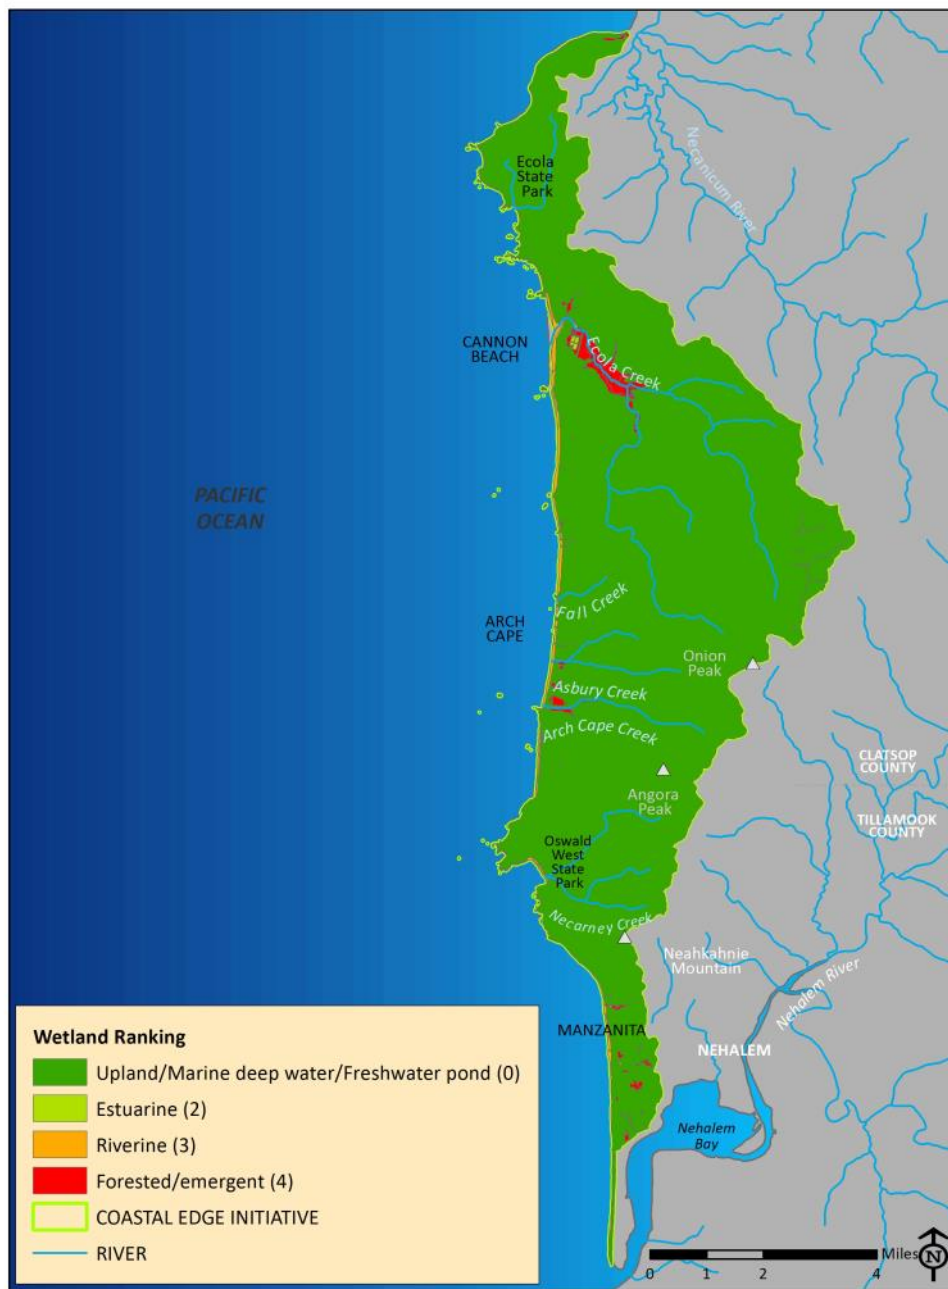 Necanicum River
Ecola
State
Park
CANNON
BEACH
Ecola Creek
PACIFIC
OCEAN
Fall Creek
ARCH
CAPE
Onion
Peak
Asbury Creek
Arch Cape Creek
CLATSOP
COUNTY
Angora
Peak
TILLAMOOK
COUNTY
Oswald
West
State
Park
Necarney Creek
Neahkahnie
Mountain
Nehalem River
MANZANITA
NEHALEM
Nehalem
Bay
Wetland Ranking
Upland/Marine deep water/Freshwater pond (0)
Estuarine (2)
Riverine (3)
Forested/emergent (4)
COASTAL EDGE INITIATIVE
RIVER
Miles
0 1 2 4
N